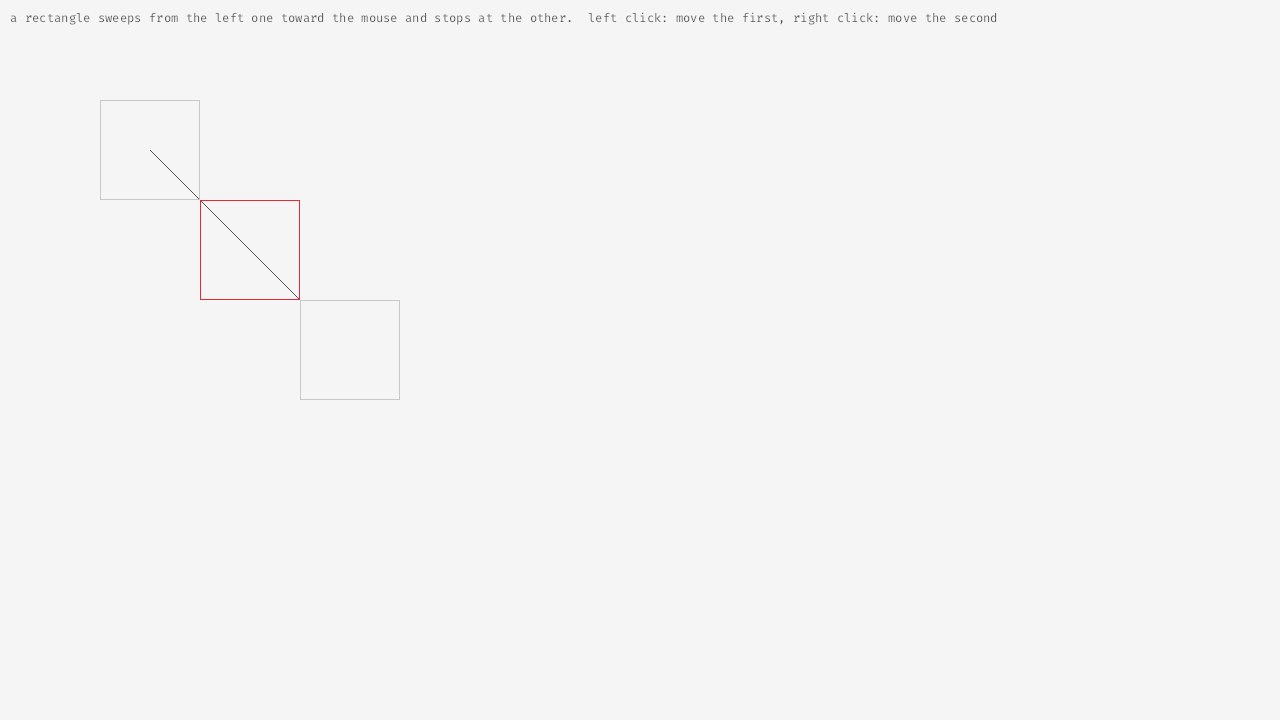 a rectangle sweeps from the left one toward the mouse and stops at the other.  left click: move the first, right click: move the second